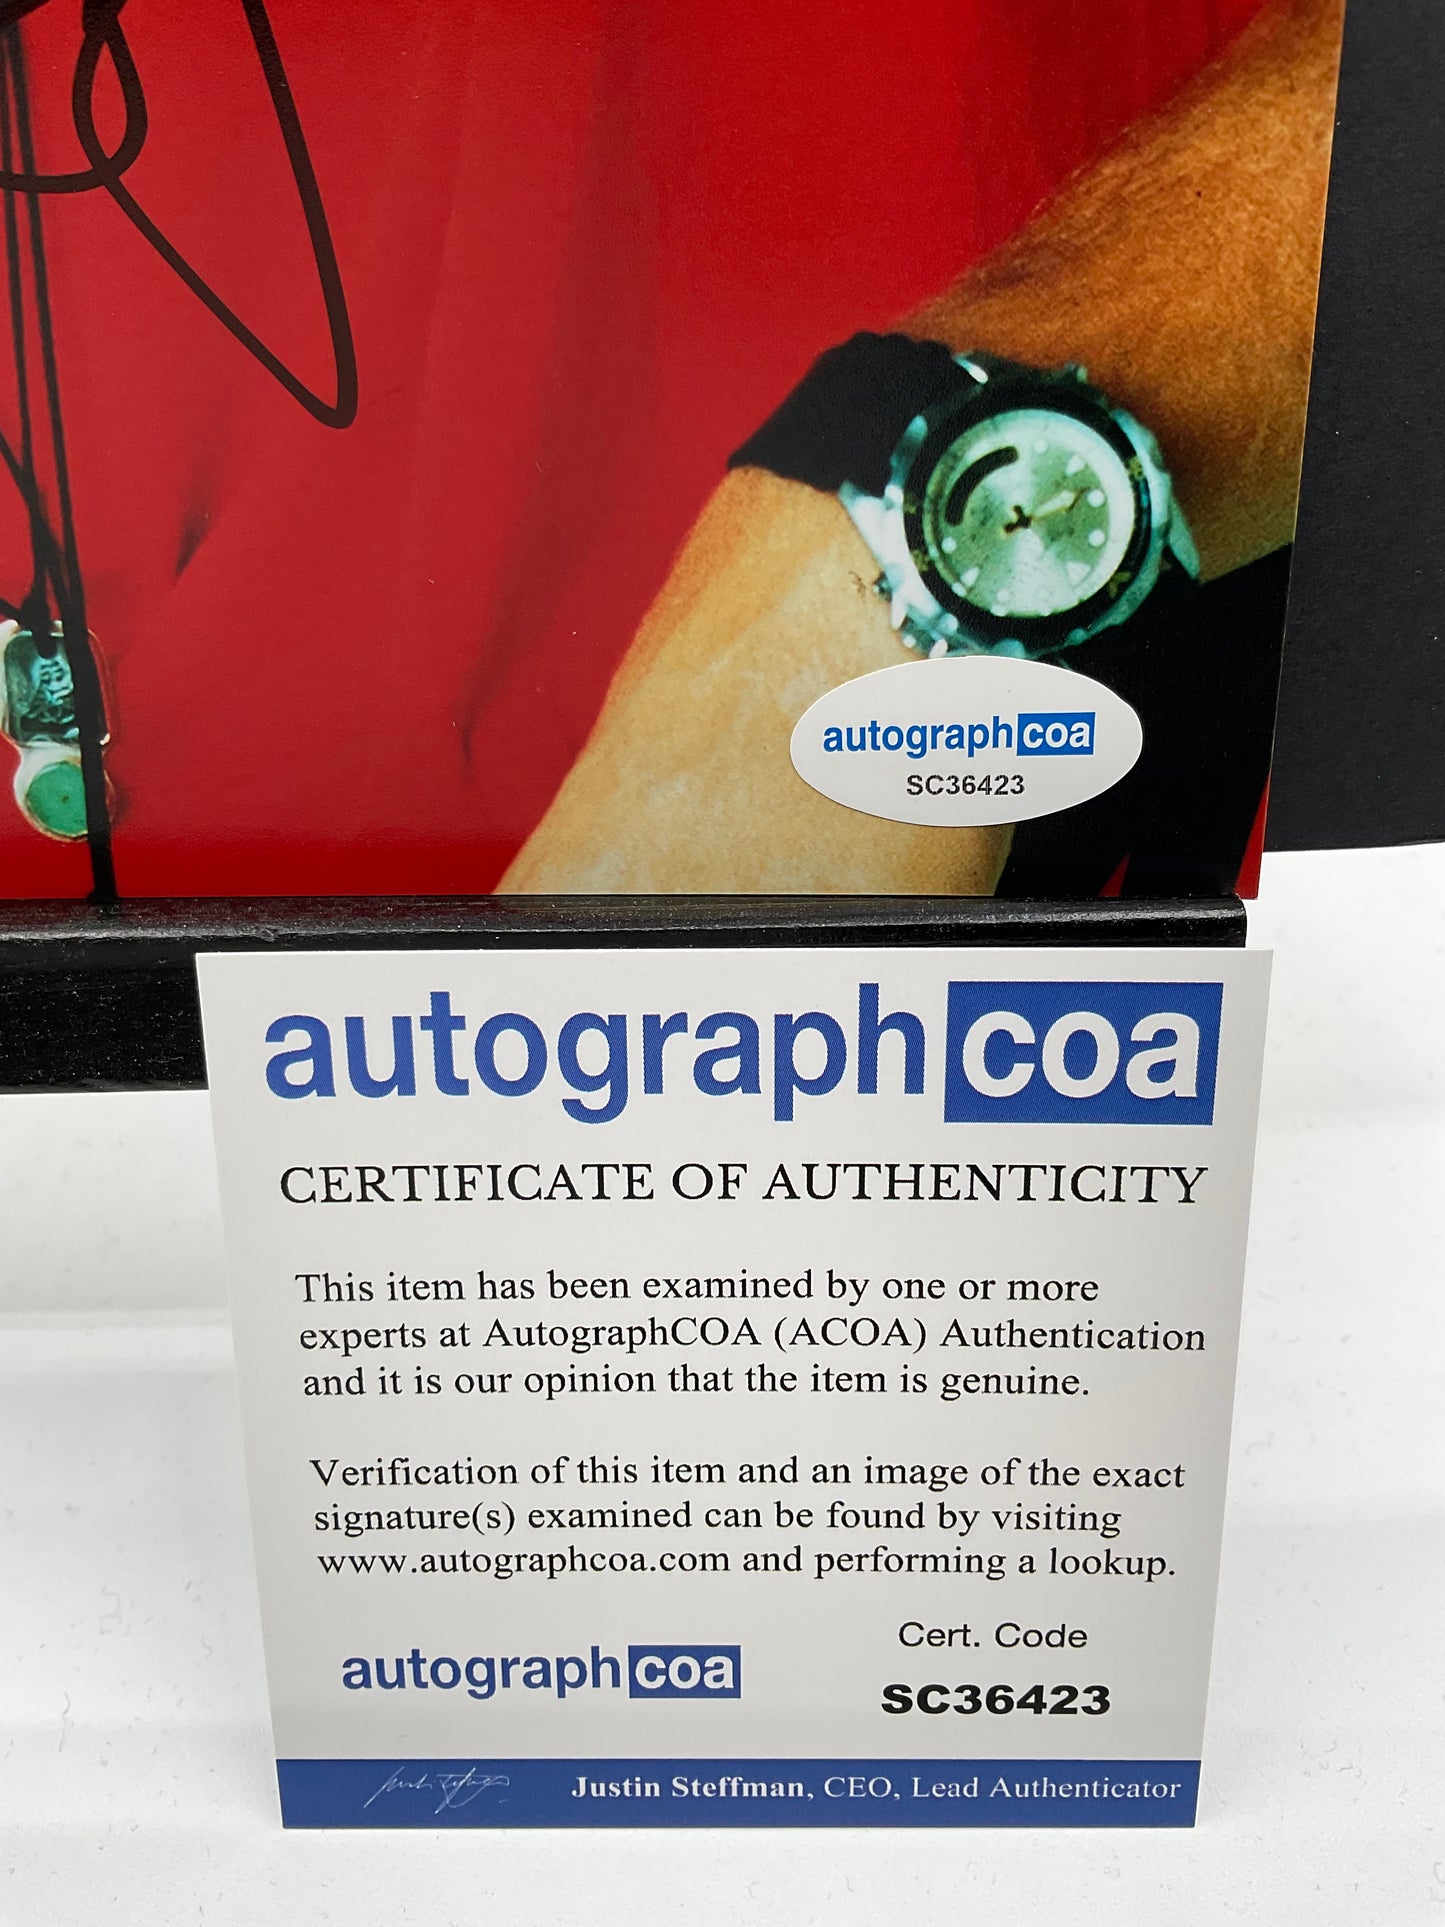 autographcoa
SC36423
autographcoa
CERTIFICATE OF AUTHENTICITY
This item has been examined by one or more
experts at AutographCOA (ACOA) Authentication
and it is our opinion that the item is genuine.
Verification of this item and an image of the exact
signature(s) examined can be found by visiting
www.autographcoa.com and performing a lookup.
Cert. Code
autographcoa
SC36423
Justin Steffman, CEO, Lead Authenticator